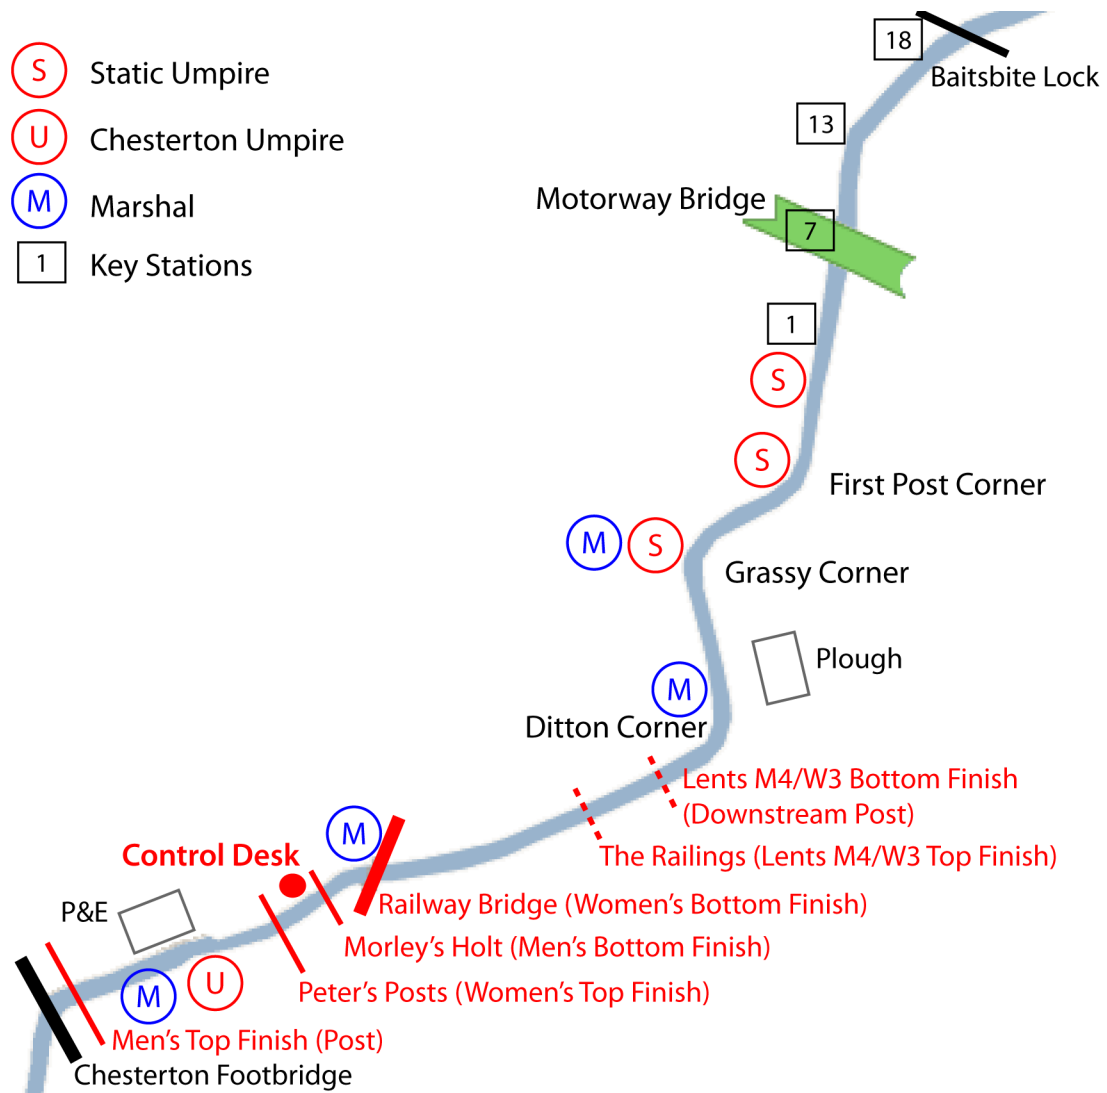 S Static Umpire
U Chesterton Umpire
M Marshal
1 Key Stations
18
Baitsbite Lock
13
Motorway Bridge
7
1
S
S
First Post Corner
M S
Grassy Corner
Plough
M
Ditton Corner
Lents M4/W3 Bottom Finish
(Downstream Post)
The Railings (Lents M4/W3 Top Finish)
M
Control Desk
Railway Bridge (Women's Bottom Finish)
P&E
Morley's Holt (Men's Bottom Finish)
M U
Peter's Posts (Women's Top Finish)
Men's Top Finish (Post)
Chesterton Footbridge